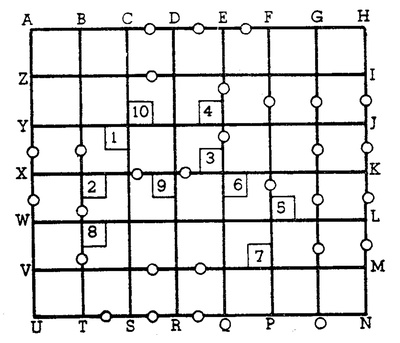 A B C D E F G H
Z I
10 4
Y J
1
3
X K
2 9 6
5
W L
8
7
V M
U T S R Q P O N